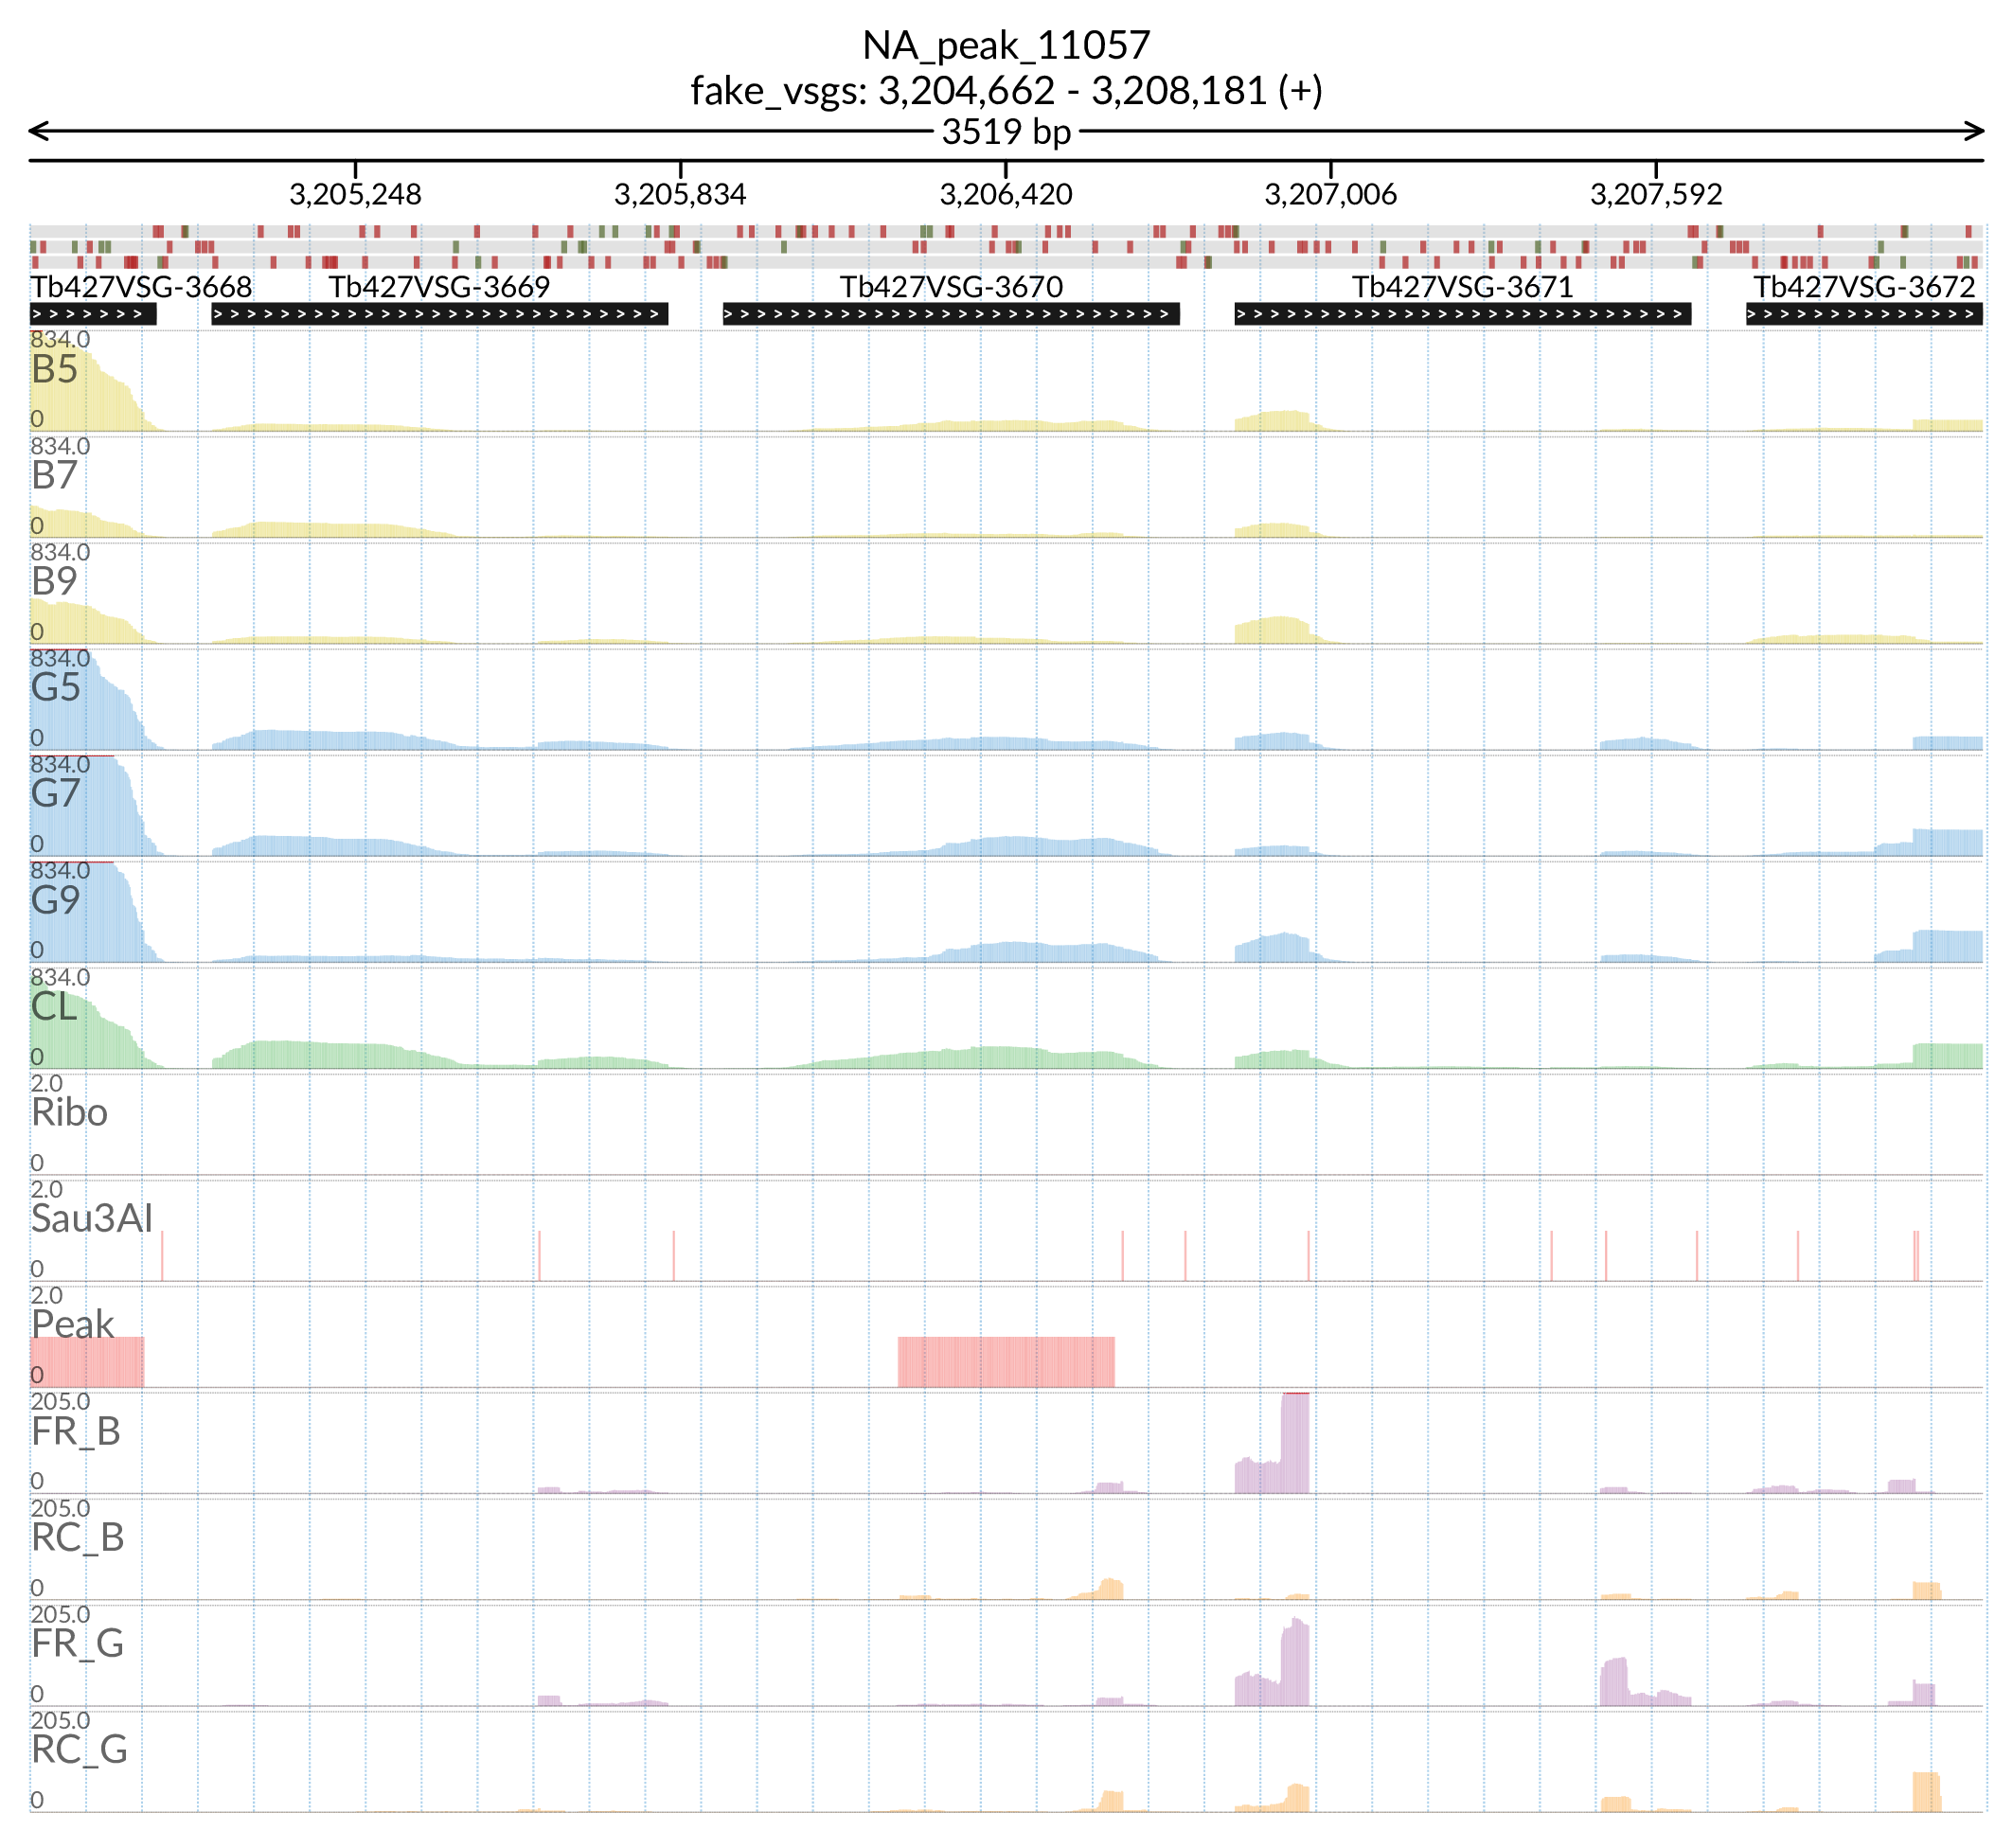 NA_peak_11057
fake_vsgs: 3,204,662 - 3,208,181 (+)
3519 bp
3,205,248 3,205,834 3,206,420 3,207,006 3,207,592
Tb427VSG-3668 Tb427VSG-3669 Tb427VSG-3670 Tb427VSG-3671 Tb427VSG-3672
834.0
B5
0
834.0
B7
0
834.0
B9
0
834.0
G5
0
834.0
G7
0
834.0
G9
0
834.0
CL
0
2.0
Ribo
0
2.0
Sau3AI
0
2.0
Peak
0
205.0
FR_B
0
205.0
RC_B
0
205.0
FR_G
0
205.0
RC_G
0